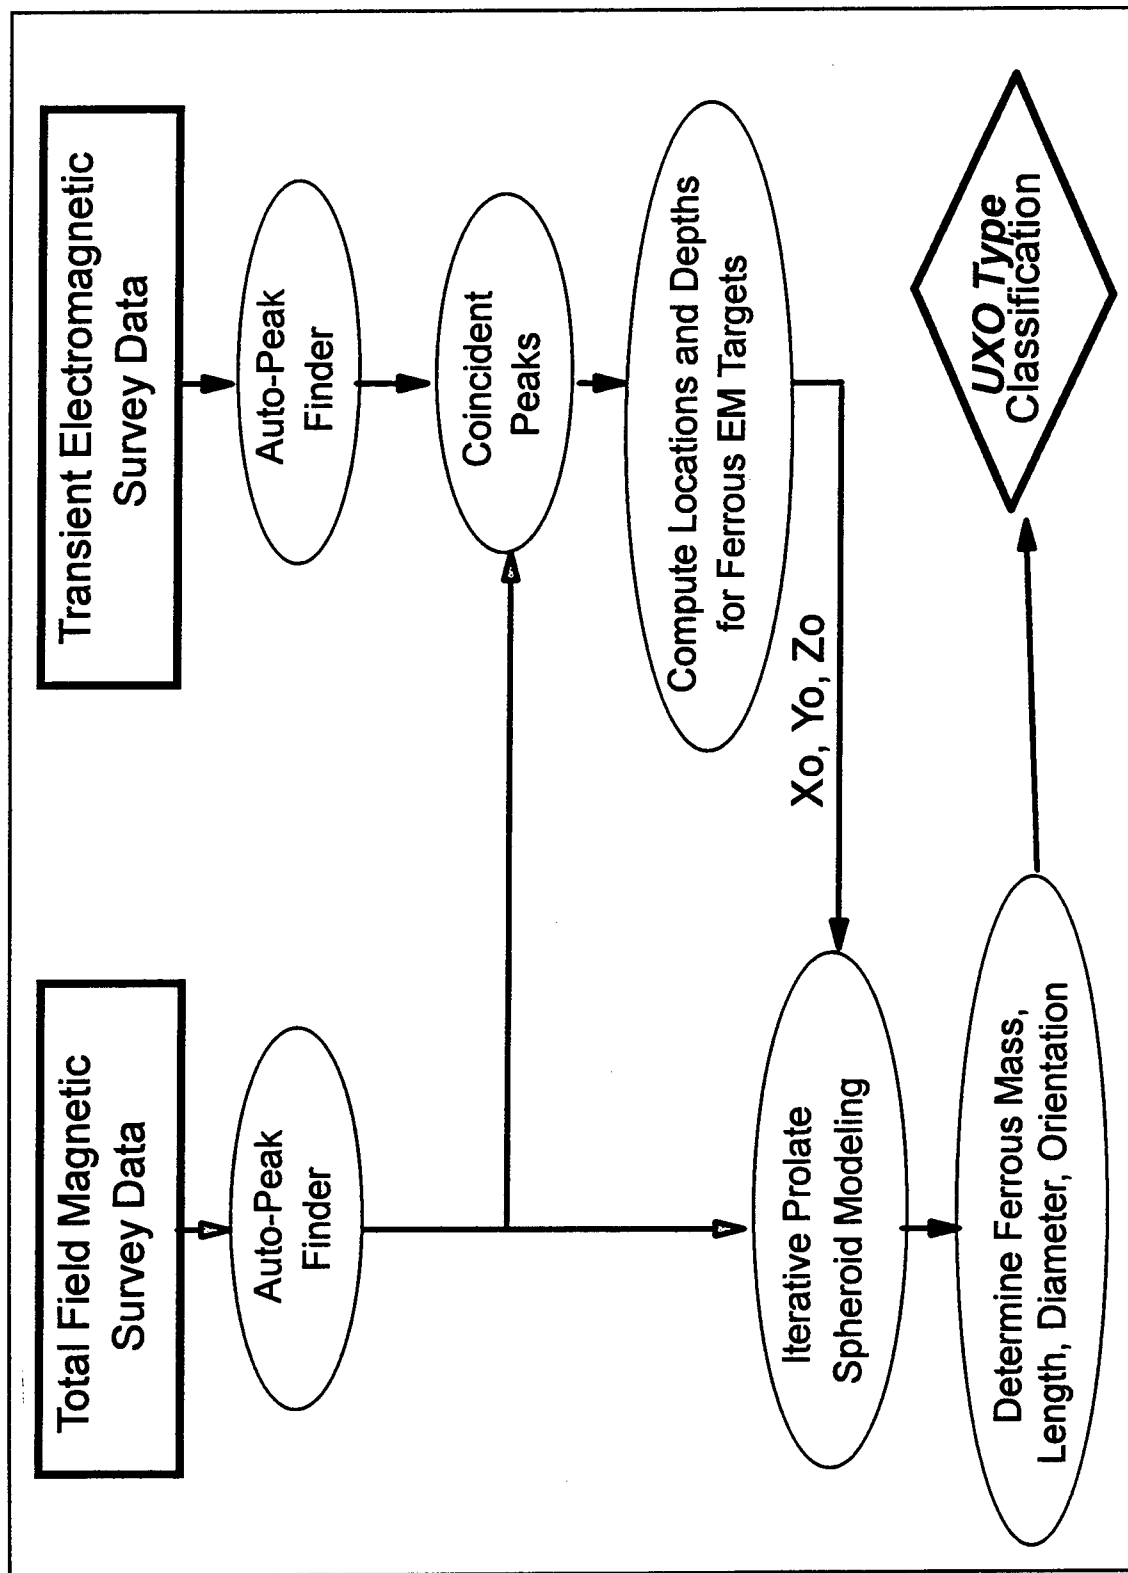 Total Field Magnetic
Survey Data
Transient Electromagnetic
Survey Data
Auto-Peak
Finder
Auto-Peak
Finder
Coincident
Peaks
Compute Locations and Depths
for Ferrous EM Targets
Xo, Yo, Zo
Iterative Prolate
Spheroid Modeling
Determine Ferrous Mass,
Length, Diameter, Orientation
UXO Type
Classification